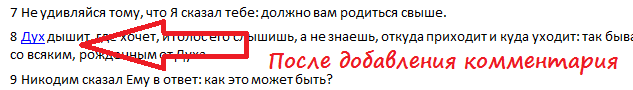 7 Не удивляйся тому, что Я сказал тебе: должно вам родиться свыше.
8 Дух дышит, где хочет, и голос его слышишь, а не знаешь, откуда приходит и куда уходит: так быва
со всяким, рожденным от Духа.
После добавления комментария
9 Никодим сказал Ему в ответ: как это может быть?